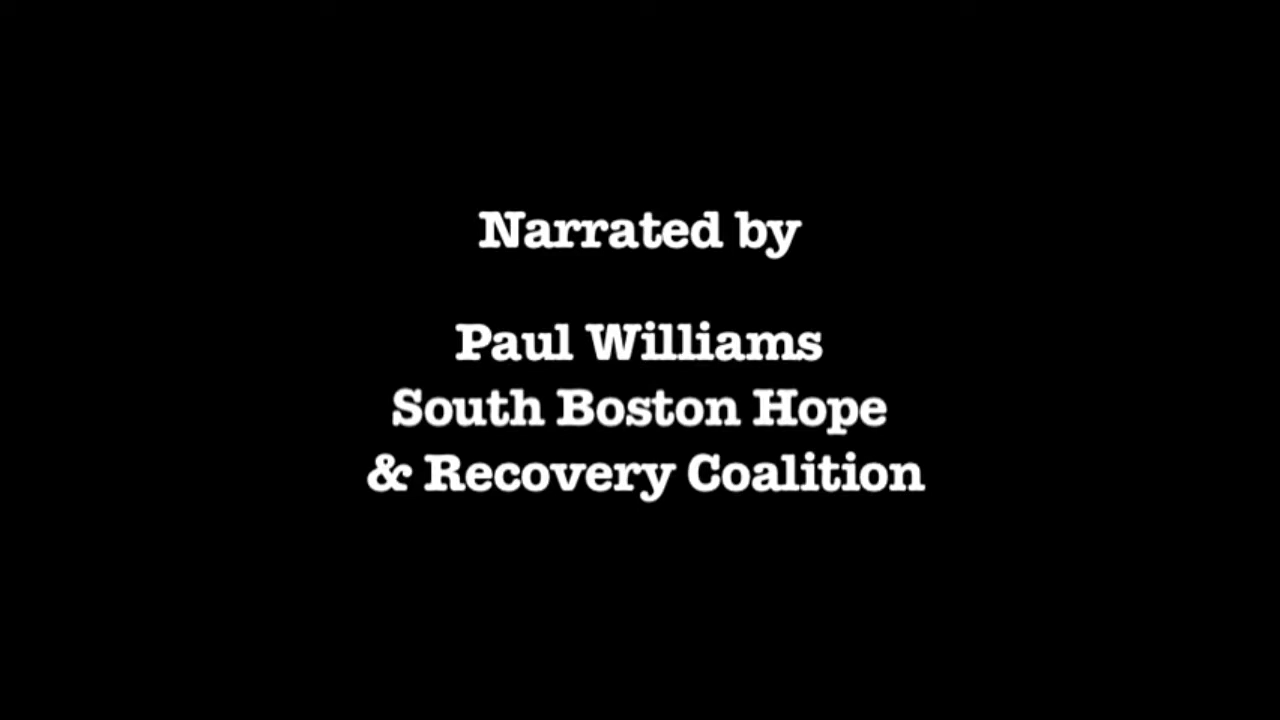 Narrated by
Paul Williams
South Boston Hope
& Recovery Coalition